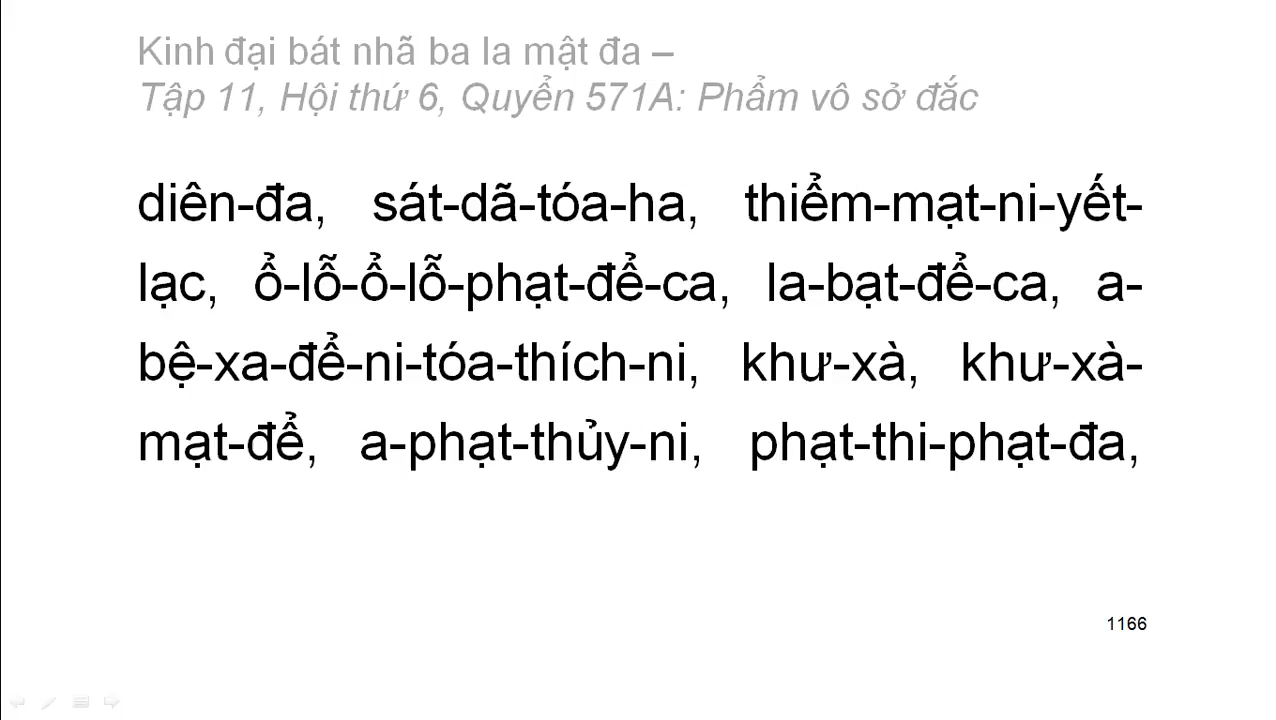 Kinh đại bát nhã ba la mật đa –
Tập 11, Hội thứ 6, Quyển 571A: Phẩm vô sở đắc
diên-đa, sát-dã-tóa-ha, thiểm-mạt-ni-yết-
lạc, ổ-lỗ-ổ-lỗ-phạt-để-ca, la-bạt-để-ca, a-
bệ-xa-để-ni-tóa-thích-ni, khư-xà, khư-xà-
mạt-để, a-phạt-thủy-ni, phạt-thi-phạt-đa,
1166